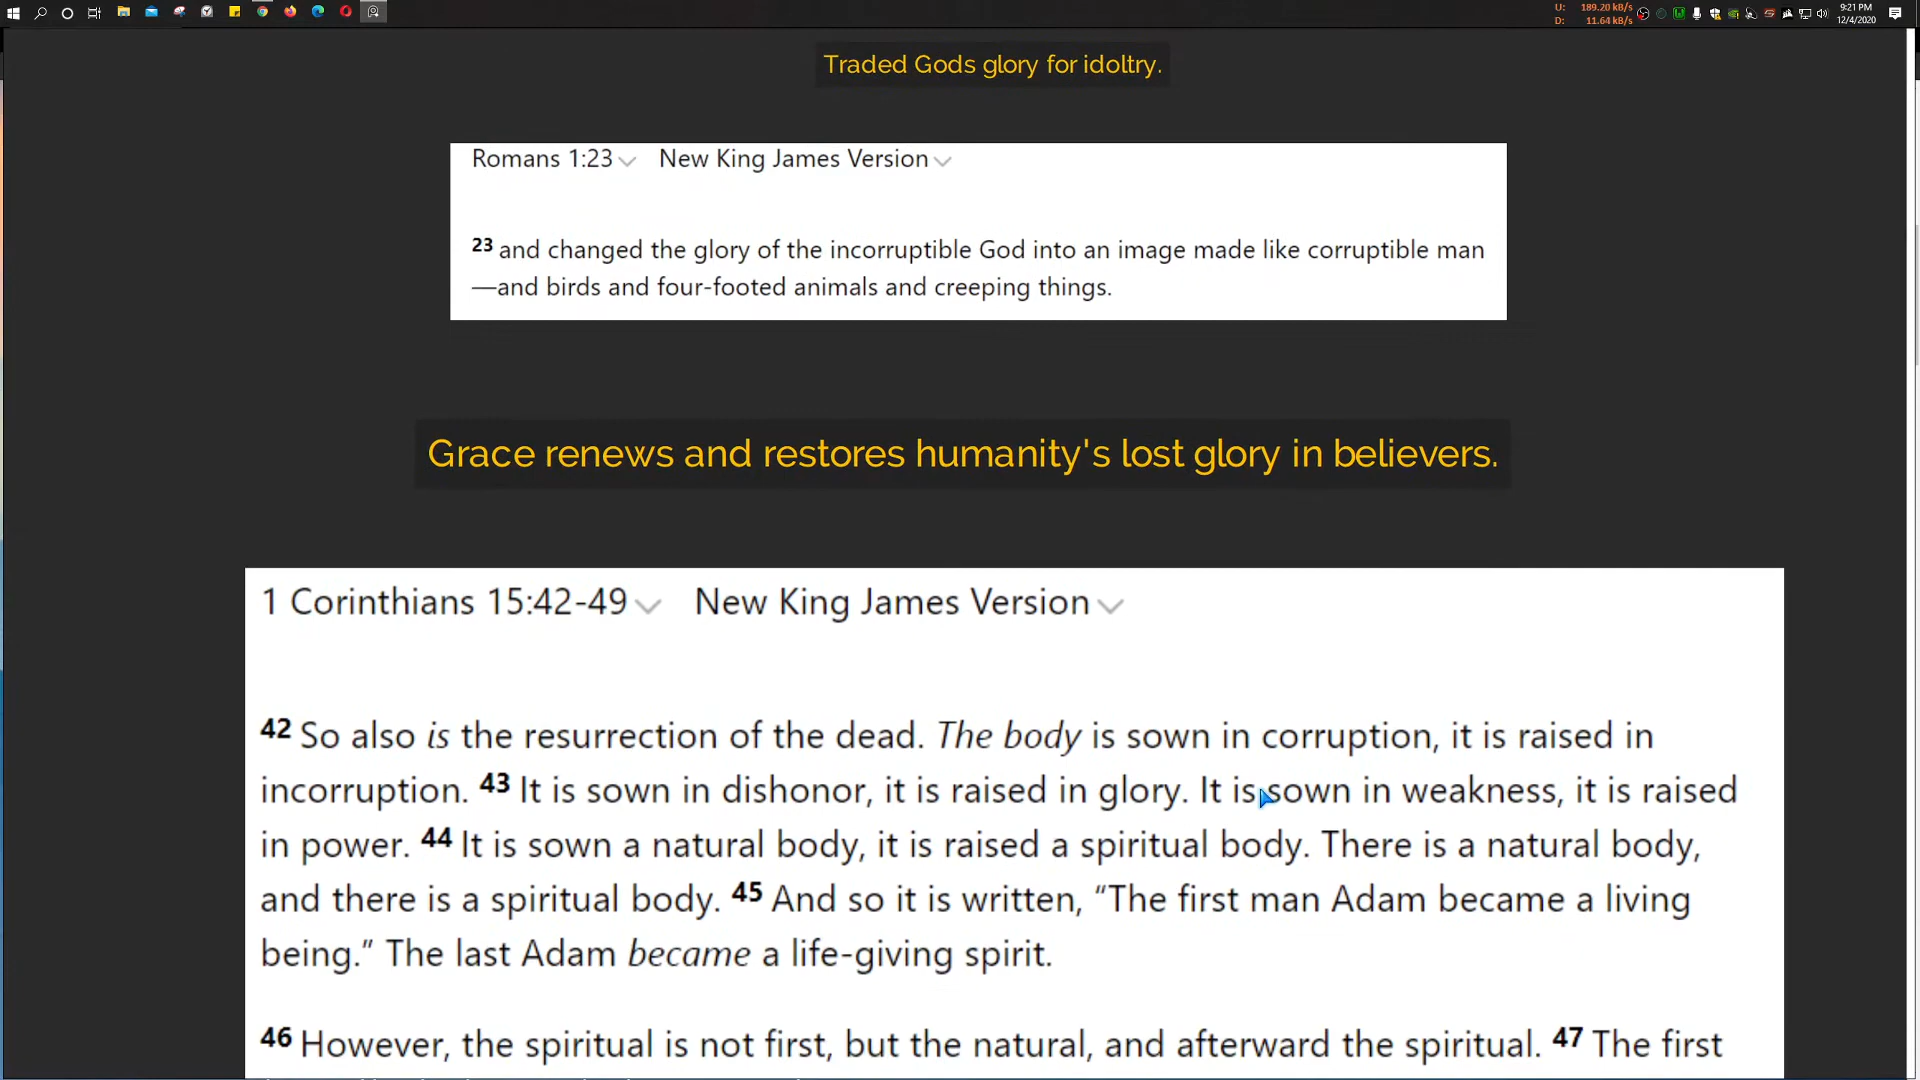 U: 189.20 kB/s
D: 11.64 kB/s
9:21 PM
12/4/2020
Traded Gods glory for idoltry.
Romans 1:23 New King James Version
23 and changed the glory of the incorruptible God into an image made like corruptible man
—and birds and four-footed animals and creeping things.
Grace renews and restores humanity's lost glory in believers.
1 Corinthians 15:42-49 New King James Version
42 So also is the resurrection of the dead. The body is sown in corruption, it is raised in
incorruption. 43 It is sown in dishonor, it is raised in glory. It is sown in weakness, it is raised
in power. 44 It is sown a natural body, it is raised a spiritual body. There is a natural body,
and there is a spiritual body. 45 And so it is written, “The first man Adam became a living
being.” The last Adam became a life-giving spirit.
46 However, the spiritual is not first, but the natural, and afterward the spiritual. 47 The first